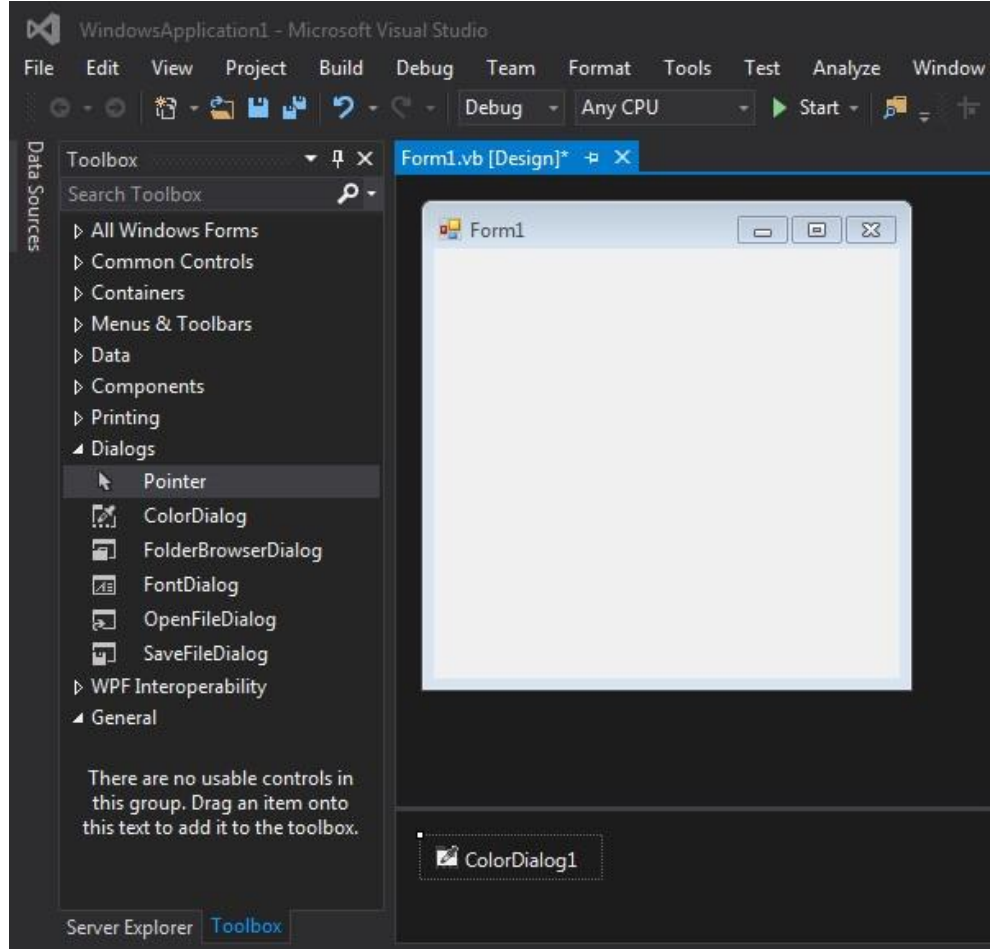 WindowsApplication1 - Microsoft Visual Studio
File Edit View Project Build Debug Team Format Tools Test Analyze Window
Debug Any CPU Start
Data Sources
Toolbox
Search Toolbox
All Windows Forms
Common Controls
Containers
Menus & Toolbars
Data
Components
Printing
Dialogs
Pointer
ColorDialog
FolderBrowserDialog
FontDialog
OpenFileDialog
SaveFileDialog
WPF Interoperability
General
There are no usable controls in
this group. Drag an item onto
this text to add it to the toolbox.
Server Explorer Toolbox
Form1.vb [Design]*
Form1
ColorDialog1